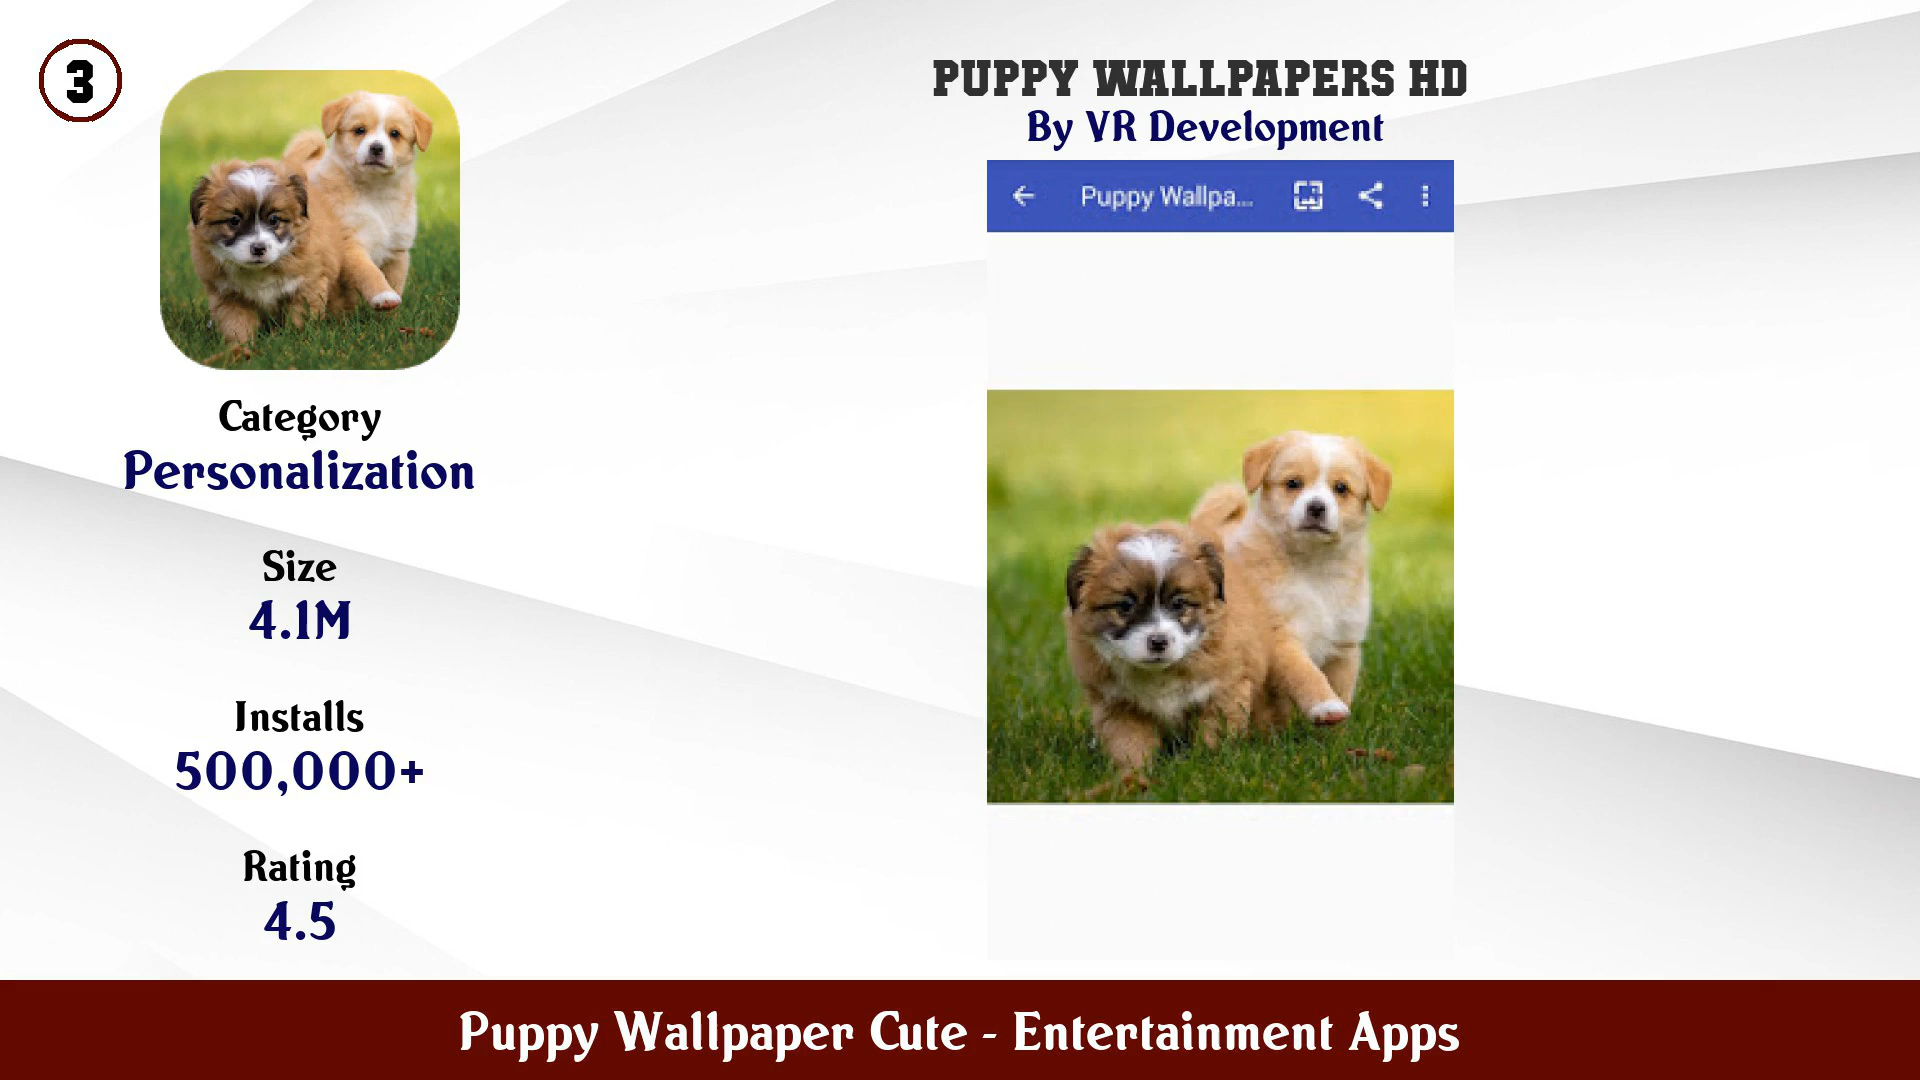 3
PUPPY WALLPAPERS HD
By VR Development
Puppy Wallpa...
Category
Personalization
Size
4.1M
Installs
500,000+
Rating
4.5
Puppy Wallpaper Cute - Entertainment Apps